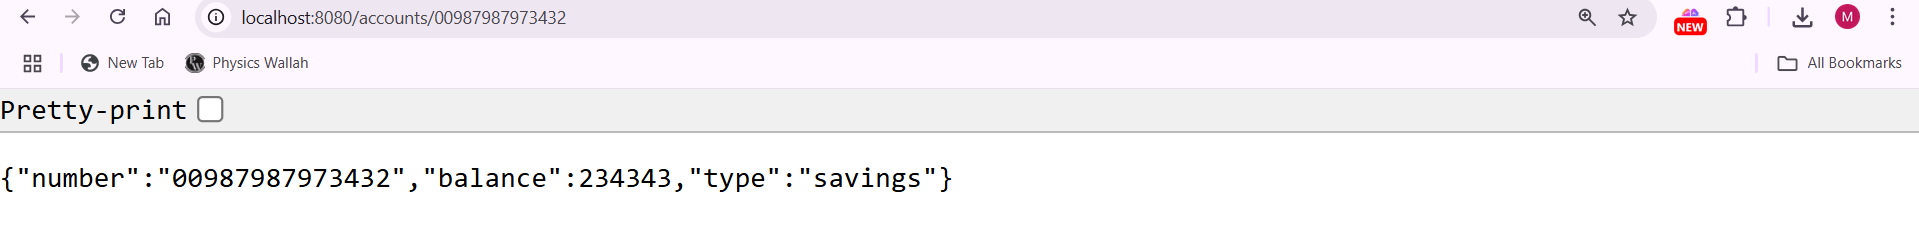 localhost:8080/accounts/00987987973432
NEW
M
New Tab
Physics Wallah
All Bookmarks
Pretty-print
{"number":"00987987973432","balance":234343,"type":"savings"}